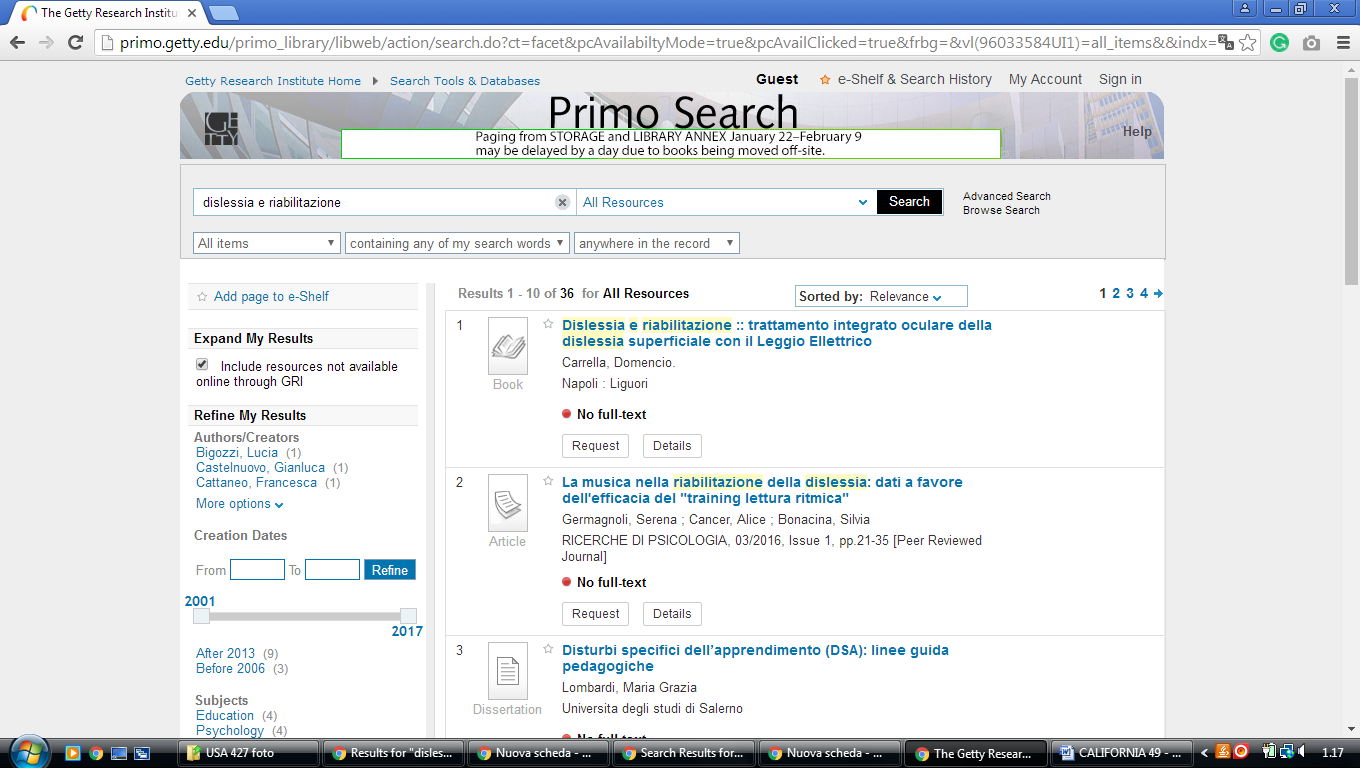 The Getty Research Institu
primo.getty.edu/primo_library/libweb/action/search.do?ct=facet&pcAvailabiltyMode=true&pcAvailClicked=true&frbg=&vl(96033584UI1)=all_items&&indx=
Getty Research Institute Home Search Tools & Databases Guest e-Shelf & Search History My Account Sign in
GE
TTY
Primo Search
Paging from STORAGE and LIBRARY ANNEX January 22–February 9
may be delayed by a day due to books being moved off-site.
Help
dislessia e riabilitazione All Resources Search
Advanced Search
Browse Search
All items containing any of my search words anywhere in the record
Add page to e-Shelf
Expand My Results
Include resources not available
online through GRI
Refine My Results
Authors/Creators
Bigozzi, Lucia (1)
Castelnuovo, Gianluca (1)
Cattaneo, Francesca (1)
More options
Creation Dates
From To Refine
2001
2017
After 2013 (9)
Before 2006 (3)
Subjects
Education (4)
Psychology (4)
Results 1 - 10 of 36 for All Resources Sorted by: Relevance 1 2 3 4
1
Book
Dislessia e riabilitazione :: trattamento integrato oculare della
dislessia superficiale con il Leggio Ellettrico
Carrella, Domencio.
Napoli : Liguori
No full-text
Request Details
2
Article
La musica nella riabilitazione della dislessia: dati a favore
dell'efficacia del "training lettura ritmica"
Germagnoli, Serena ; Cancer, Alice ; Bonacina, Silvia
RICERCHE DI PSICOLOGIA, 03/2016, Issue 1, pp.21-35 [Peer Reviewed
Journal]
No full-text
Request Details
3
Dissertation
Disturbi specifici dell’apprendimento (DSA): linee guida
pedagogiche
Lombardi, Maria Grazia
Universita degli studi di Salerno
No full-text
USA 427 foto Results for "disles... Nuova scheda - ... Search Results for... Nuova scheda - ... The Getty Resear... CALIFORNIA 49 - ... 1.17